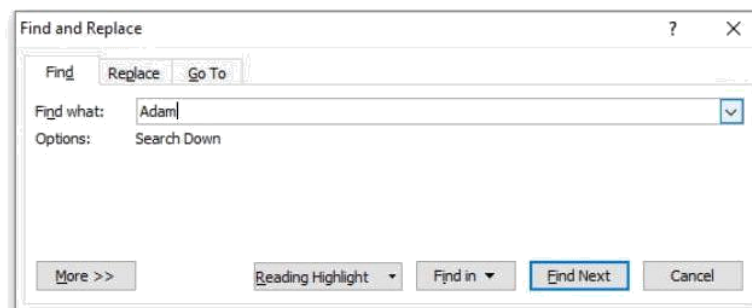 Find and Replace ?
Find Replace Go To
Find what: Adam
Options: Search Down
More >> Reading Highlight Find in Find Next Cancel